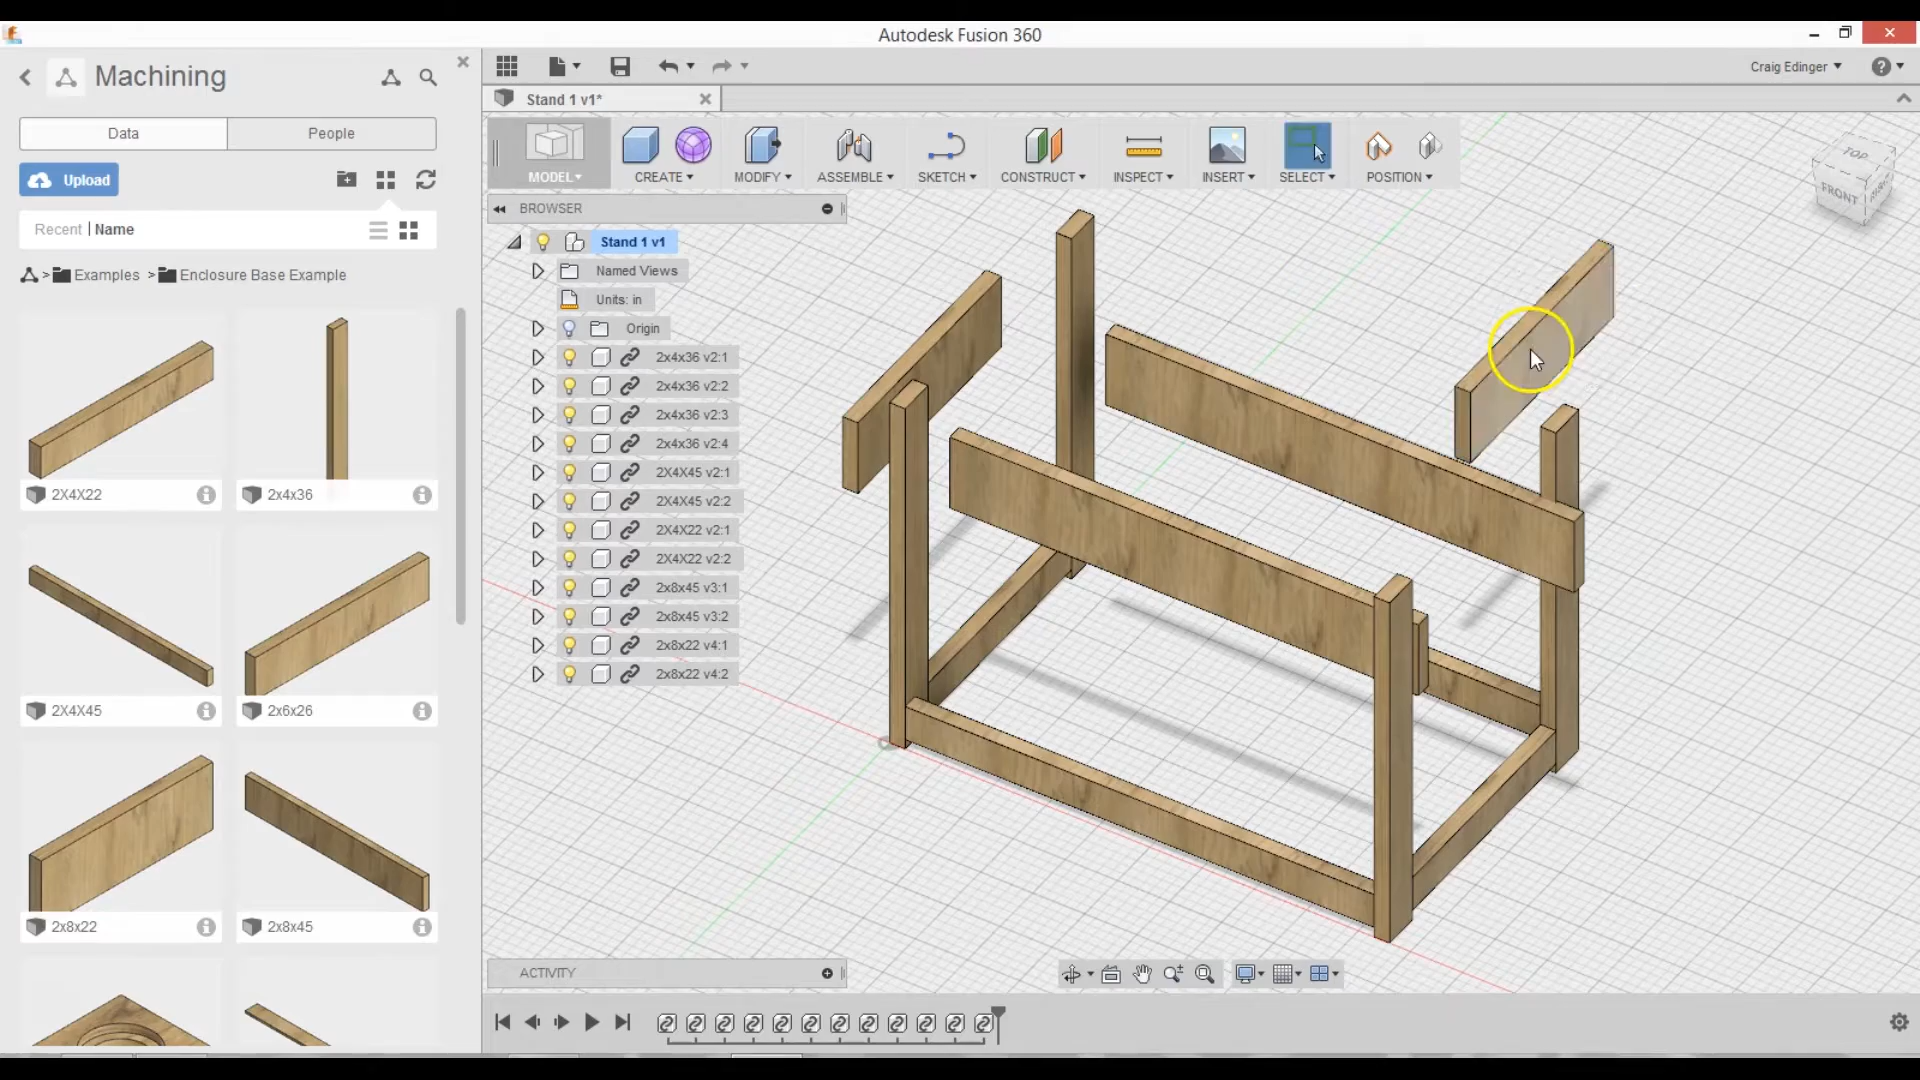 Autodesk Fusion 360
Machining
Craig Edinger
Stand 1 v1*
Data People
Upload
MODEL CREATE MODIFY ASSEMBLE SKETCH CONSTRUCT INSPECT INSERT SELECT POSITION
TOP
FRONT
RIGHT
BROWSER
Recent | Name
Stand 1 v1
Named Views
> Examples > Enclosure Base Example
Units: in
Origin
2x4x36 v2:1
2x4x36 v2:2
2x4x36 v2:3
2x4x36 v2:4
2X4X45 v2:1
2X4X45 v2:2
2X4X22 v2:1
2X4X22 v2:2
2x8x45 v3:1
2x8x45 v3:2
2x8x22 v4:1
2x8x22 v4:2
2X4X22 2x4x36
2X4X45 2x6x26
2x8x22 2x8x45
ACTIVITY